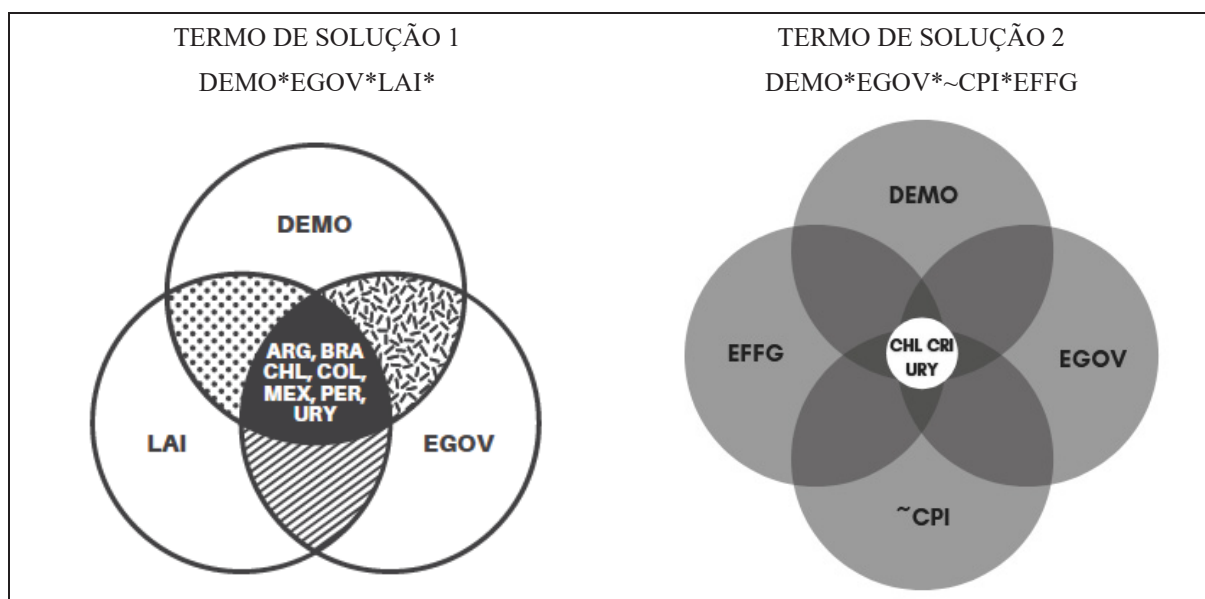 TERMO DE SOLUÇÃO 1
DEMO*EGOV*LAI*
DEMO
ARG, BRA
CHL, COL,
MEX, PER,
URY
LAI
EGOV
TERMO DE SOLUÇÃO 2
DEMO*EGOV*~CPI*EFFG
DEMO
EFFG
CHL CRI
URY
EGOV
~CPI